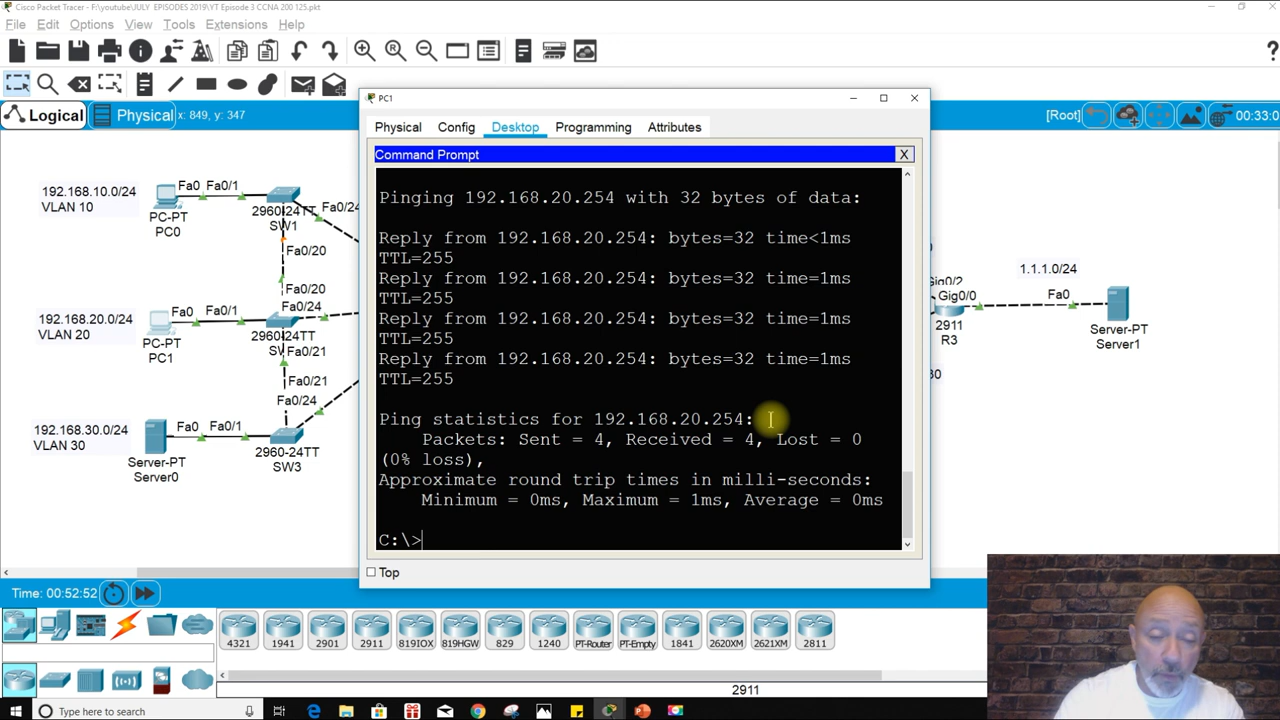 Cisco Packet Tracer - F:\youtube\JULY  EPISODES 2019\YT Episode 3 CCNA 200 125.pkt
File Edit Options View Tools Extensions Help
Logical Physical x: 849, y: 347
[Root] 00:33:0
PC1
Physical Config Desktop Programming Attributes
Command Prompt X
Pinging 192.168.20.254 with 32 bytes of data:
Reply from 192.168.20.254: bytes=32 time<1ms
TTL=255
Reply from 192.168.20.254: bytes=32 time=1ms
TTL=255
Reply from 192.168.20.254: bytes=32 time=1ms
TTL=255
Reply from 192.168.20.254: bytes=32 time=1ms
TTL=255
Ping statistics for 192.168.20.254:
Packets: Sent = 4, Received = 4, Lost = 0
(0% loss),
Approximate round trip times in milli-seconds:
Minimum = 0ms, Maximum = 1ms, Average = 0ms
C:\>
Top
192.168.10.0/24
VLAN 10
Fa0 Fa0/1
PC-PT
PC0
2960-24TT
SW1
Fa0/24
Fa0/20
Fa0/20
192.168.20.0/24
VLAN 20
Fa0 Fa0/1
PC-PT
PC1
Fa0/24
2960-24TT
Fa0/21
Fa0/21
Fa0/24
192.168.30.0/24
VLAN 30
Fa0 Fa0/1
Server-PT
Server0
2960-24TT
SW3
Gig0/2
Gig0/0
2911
R3
30
1.1.1.0/24
Fa0
Server-PT
Server1
Time: 00:52:52
4321 1941 2901 2911 819IOX 819HGW 829 1240 PT-Router PT-Empty 1841 2620XM 2621XM 2811
2911
Type here to search